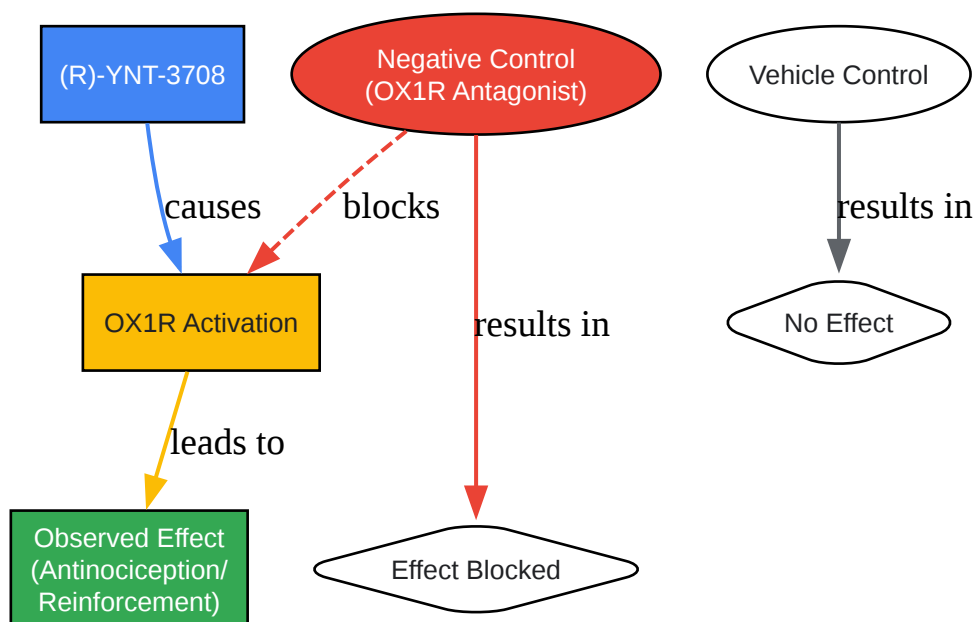 (R)-YNT-3708
Negative Control
(OX1R Antagonist)
Vehicle Control
causes
blocks
results in
OX1R Activation
results in
No Effect
leads to
Observed Effect
(Antinociception/
Reinforcement)
Effect Blocked